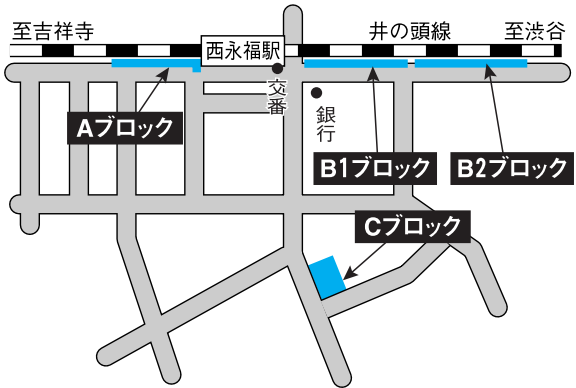 至吉祥寺
西永福駅
井の頭線
至渋谷
交番
銀行
Aブロック
B1ブロック
B2ブロック
Cブロック